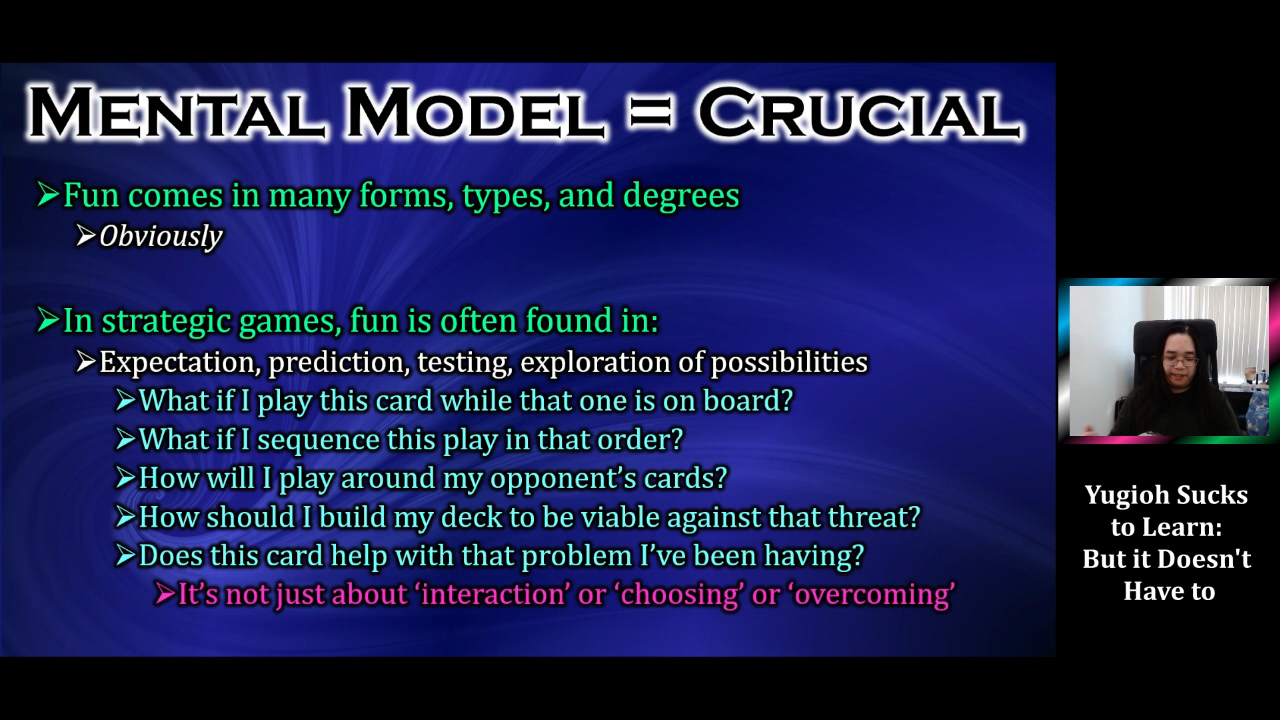 Mental Model = Crucial
➢Fun comes in many forms, types, and degrees
➢Obviously
➢In strategic games, fun is often found in:
➢Expectation, prediction, testing, exploration of possibilities
➢What if I play this card while that one is on board?
➢What if I sequence this play in that order?
➢How will I play around my opponent’s cards?
➢How should I build my deck to be viable against that threat?
➢Does this card help with that problem I’ve been having?
➢It’s not just about ‘interaction’ or ‘choosing’ or ‘overcoming’
Yugioh Sucks
to Learn:
But it Doesn't
Have to